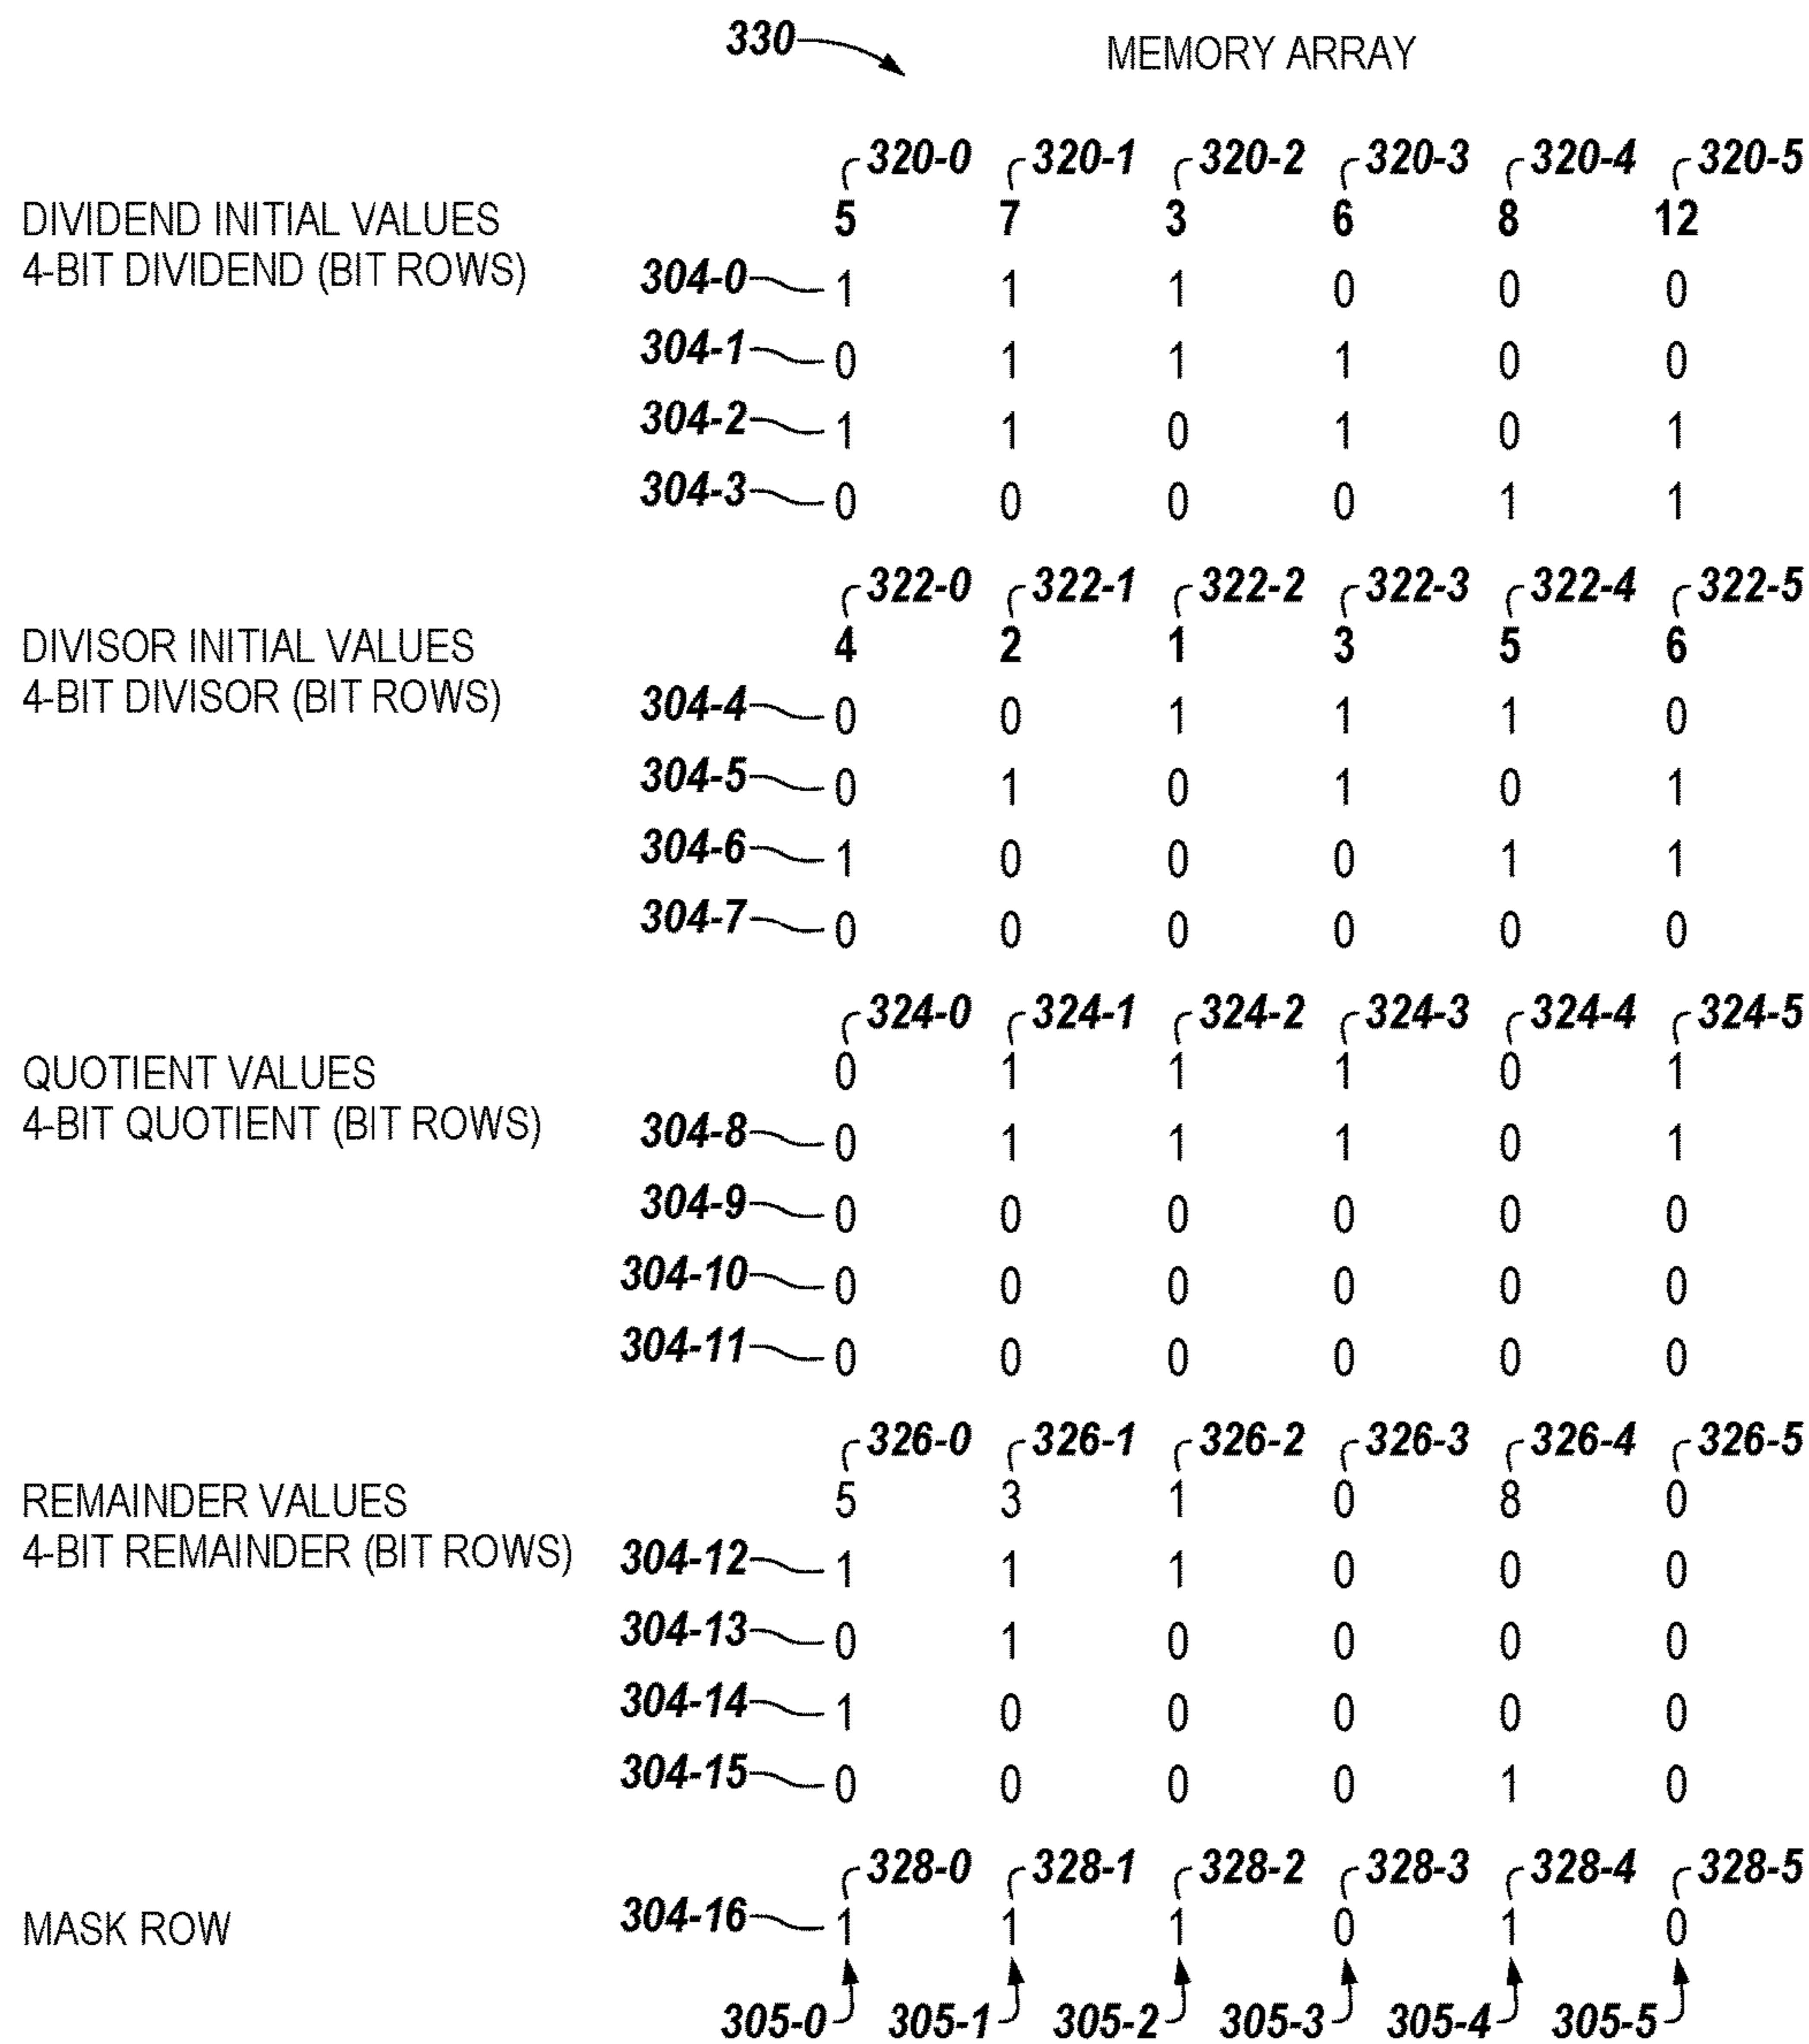 330 MEMORY ARRAY
320-0 320-1 320-2 320-3 320-4 320-5
DIVIDEND INITIAL VALUES 5 7 3 6 8 12
4-BIT DIVIDEND (BIT ROWS)
304-0 1 1 1 0 0 0
304-1 0 1 1 1 0 0
304-2 1 1 0 1 0 1
304-3 0 0 0 0 1 1
322-0 322-1 322-2 322-3 322-4 322-5
DIVISOR INITIAL VALUES 4 2 1 3 5 6
4-BIT DIVISOR (BIT ROWS)
304-4 0 0 1 1 1 0
304-5 0 1 0 1 0 1
304-6 1 0 0 0 1 1
304-7 0 0 0 0 0 0
324-0 324-1 324-2 324-3 324-4 324-5
QUOTIENT VALUES 0 1 1 1 0 1
4-BIT QUOTIENT (BIT ROWS)
304-8 0 1 1 1 0 1
304-9 0 0 0 0 0 0
304-10 0 0 0 0 0 0
304-11 0 0 0 0 0 0
326-0 326-1 326-2 326-3 326-4 326-5
REMAINDER VALUES 5 3 1 0 8 0
4-BIT REMAINDER (BIT ROWS)
304-12 1 1 1 0 0 0
304-13 0 1 0 0 0 0
304-14 1 0 0 0 0 0
304-15 0 0 0 0 1 0
328-0 328-1 328-2 328-3 328-4 328-5
MASK ROW 304-16 1 1 1 0 1 0
305-0 305-1 305-2 305-3 305-4 305-5